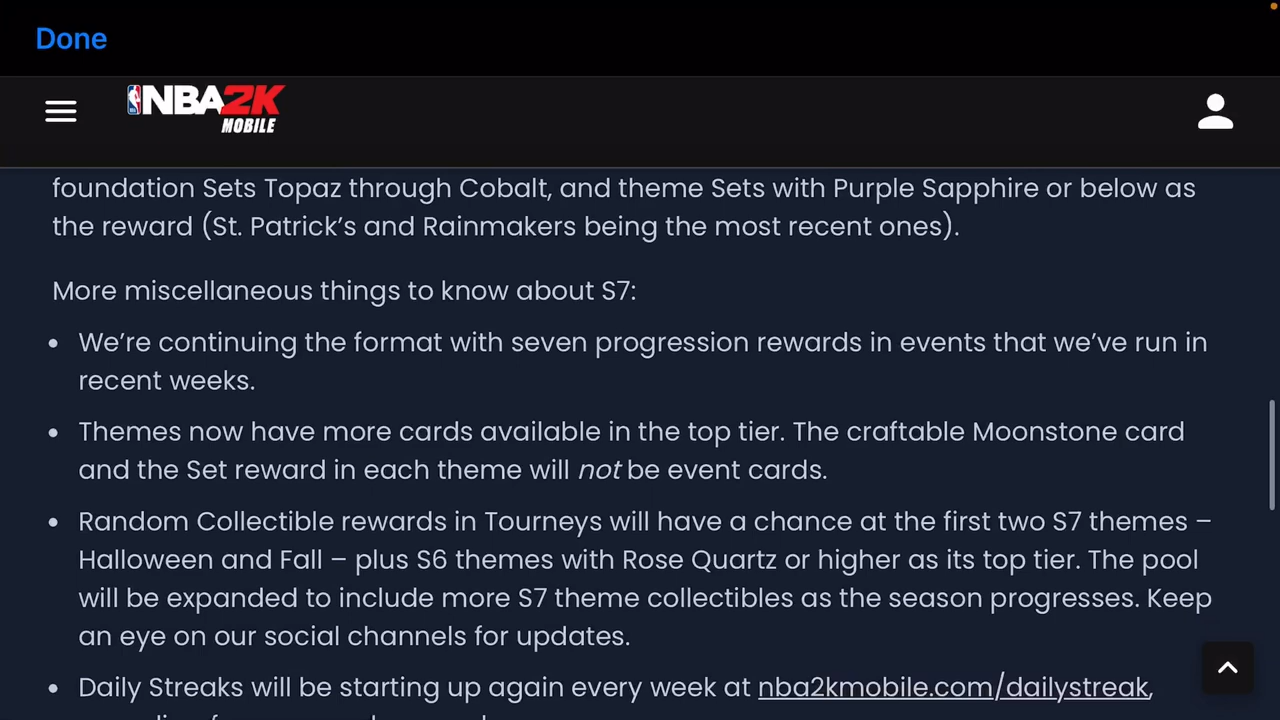 Done
NBA2K
MOBILE
foundation Sets Topaz through Cobalt, and theme Sets with Purple Sapphire or below as
the reward (St. Patrick’s and Rainmakers being the most recent ones).
More miscellaneous things to know about S7:
• We’re continuing the format with seven progression rewards in events that we’ve run in
recent weeks.
• Themes now have more cards available in the top tier. The craftable Moonstone card
and the Set reward in each theme will not be event cards.
• Random Collectible rewards in Tourneys will have a chance at the first two S7 themes –
Halloween and Fall – plus S6 themes with Rose Quartz or higher as its top tier. The pool
will be expanded to include more S7 theme collectibles as the season progresses. Keep
an eye on our social channels for updates.
• Daily Streaks will be starting up again every week at nba2kmobile.com/dailystreak,